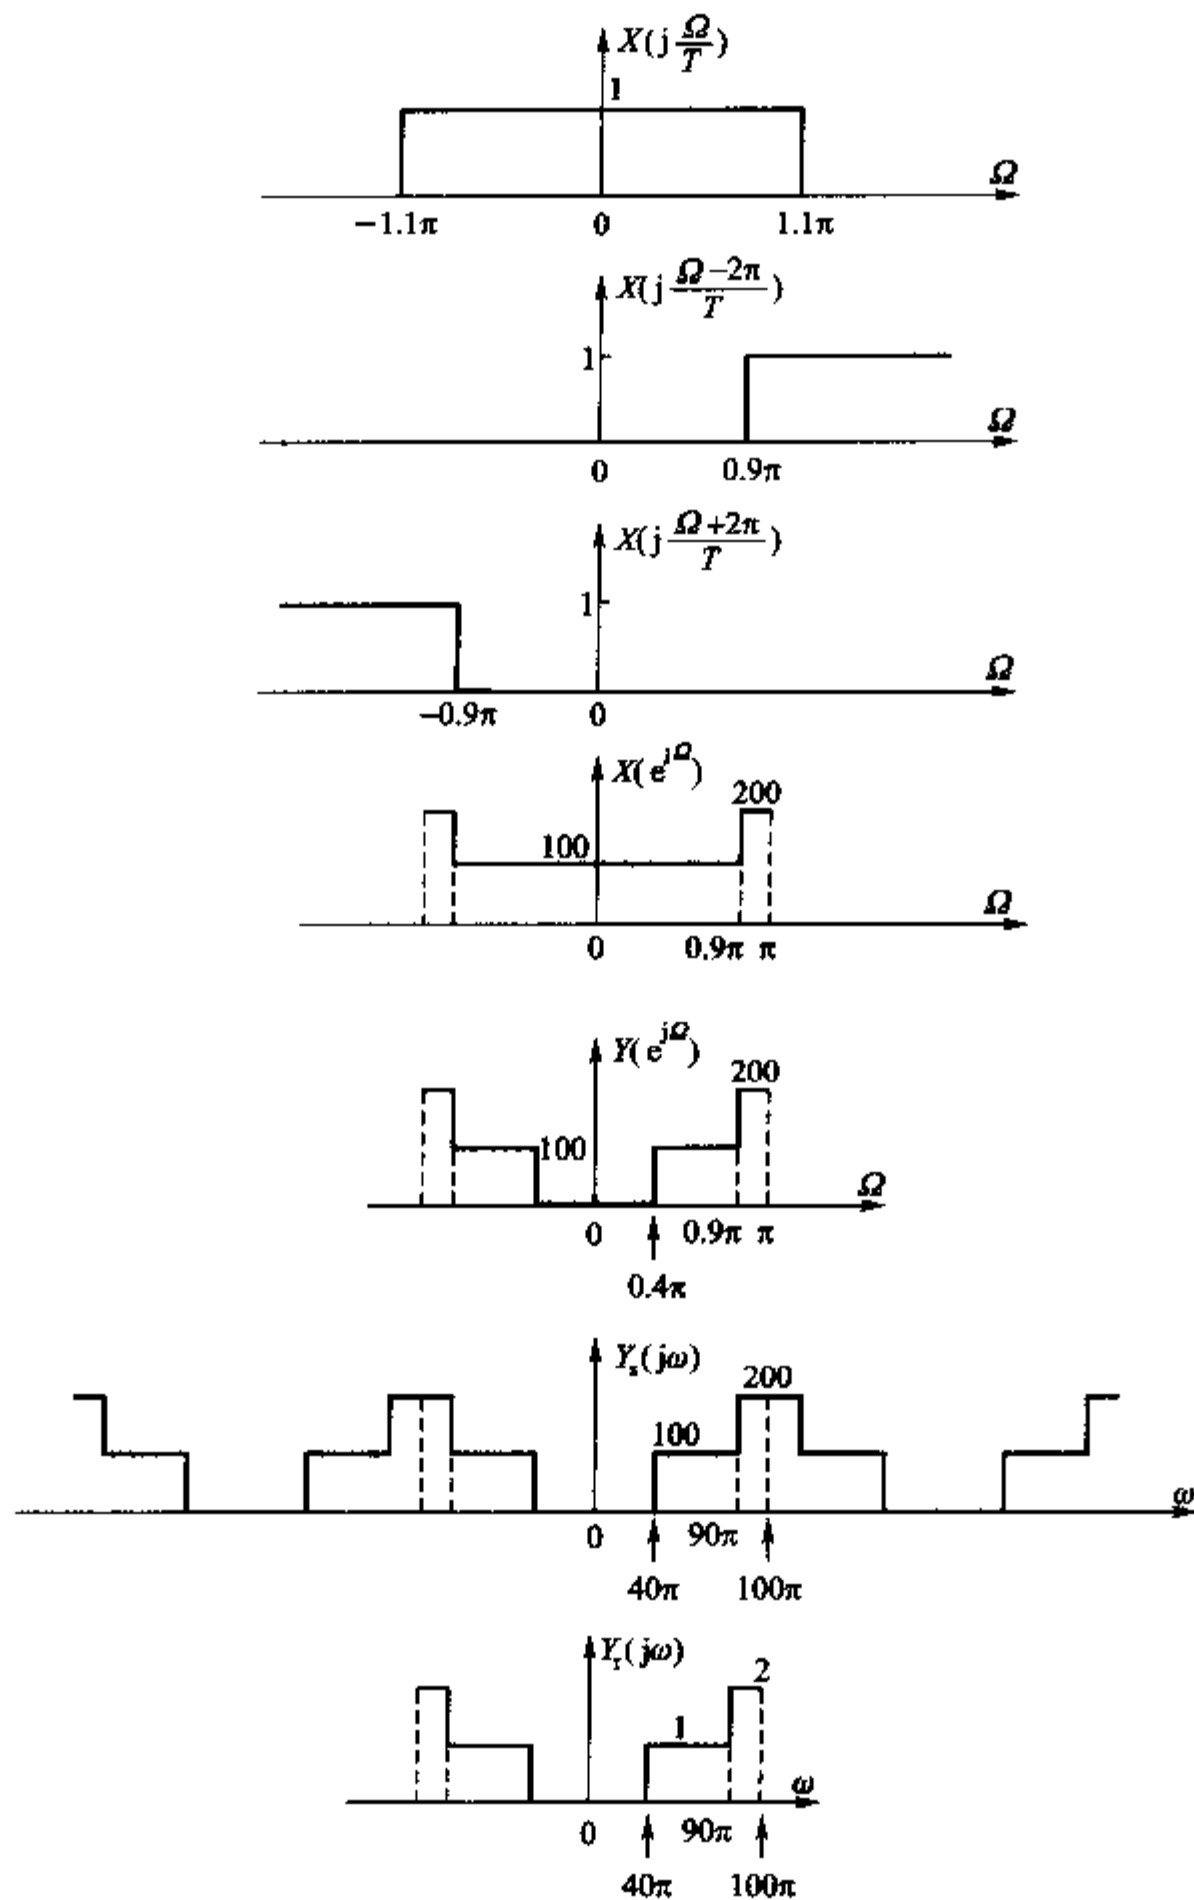 X(j Ω/T)
1
Ω
−1.1π 0 1.1π
X(j (Ω−2π)/T)
1
Ω
0 0.9π
X(j (Ω+2π)/T)
1
Ω
−0.9π 0
X(e^{jΩ})
200
100
Ω
0 0.9π π
Y(e^{jΩ})
200
100
Ω
0 0.9π π
0.4π
Y_s(jω)
200
100
ω
0 90π
40π 100π
Y_r(jω)
2
1
ω
0 90π
40π 100π